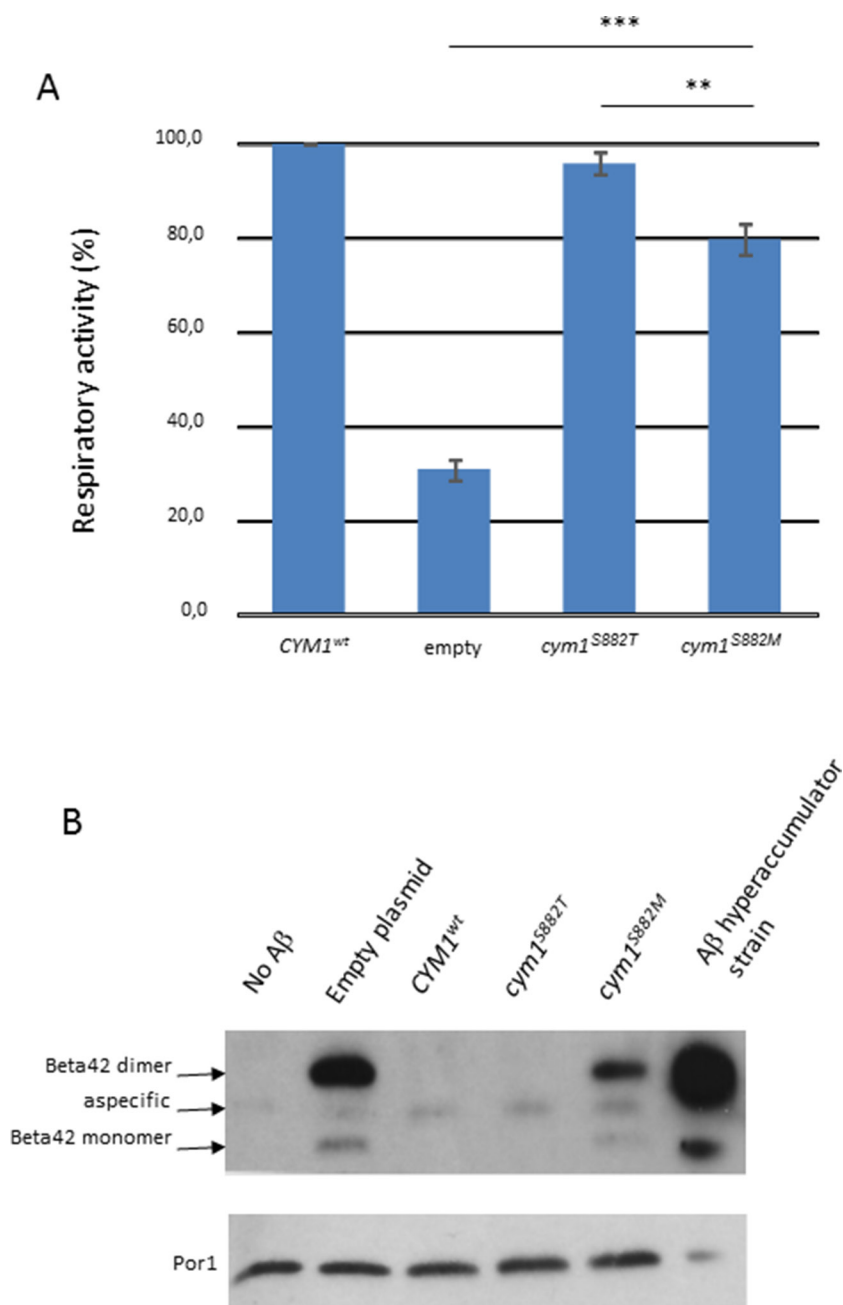 ***
A
**
100,0
80,0
60,0
40,0
20,0
0,0
Respiratory activity (%)
CYM1wt
empty
cym1S882T
cym1S882M
B
No Aβ
Empty plasmid
CYM1wt
cym1S882T
cym1S882M
Aβ hyperaccumulator
strain
Beta42 dimer
aspecific
Beta42 monomer
Por1